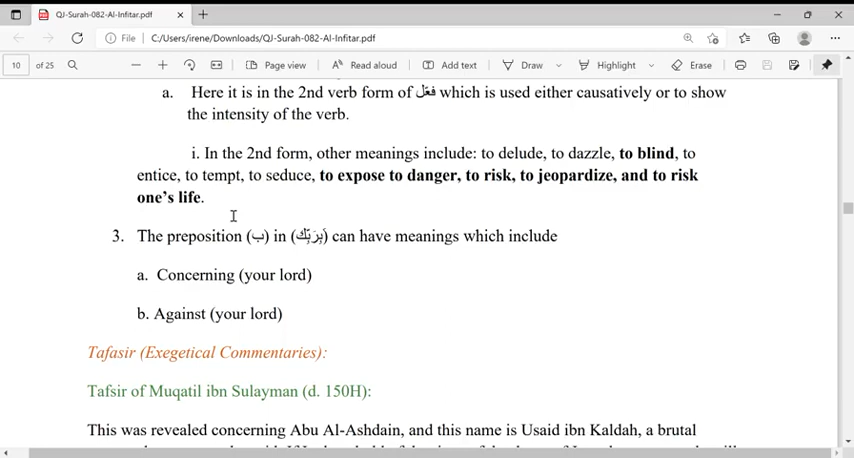 QJ-Surah-082-Al-Infitar.pdf
File C:/Users/irene/Downloads/QJ-Surah-082-Al-Infitar.pdf
10 of 25 Page view Read aloud Add text Draw Highlight Erase
a. Here it is in the 2nd verb form of فعّل which is used either causatively or to show
the intensity of the verb.
i. In the 2nd form, other meanings include: to delude, to dazzle, to blind, to
entice, to tempt, to seduce, to expose to danger, to risk, to jeopardize, and to risk
one's life.
3. The preposition (ب) in (بِرَبِّكَ) can have meanings which include
a. Concerning (your lord)
b. Against (your lord)
Tafasir (Exegetical Commentaries):
Tafsir of Muqatil ibn Sulayman (d. 150H):
This was revealed concerning Abu Al-Ashdain, and this name is Usaid ibn Kaldah, a brutal